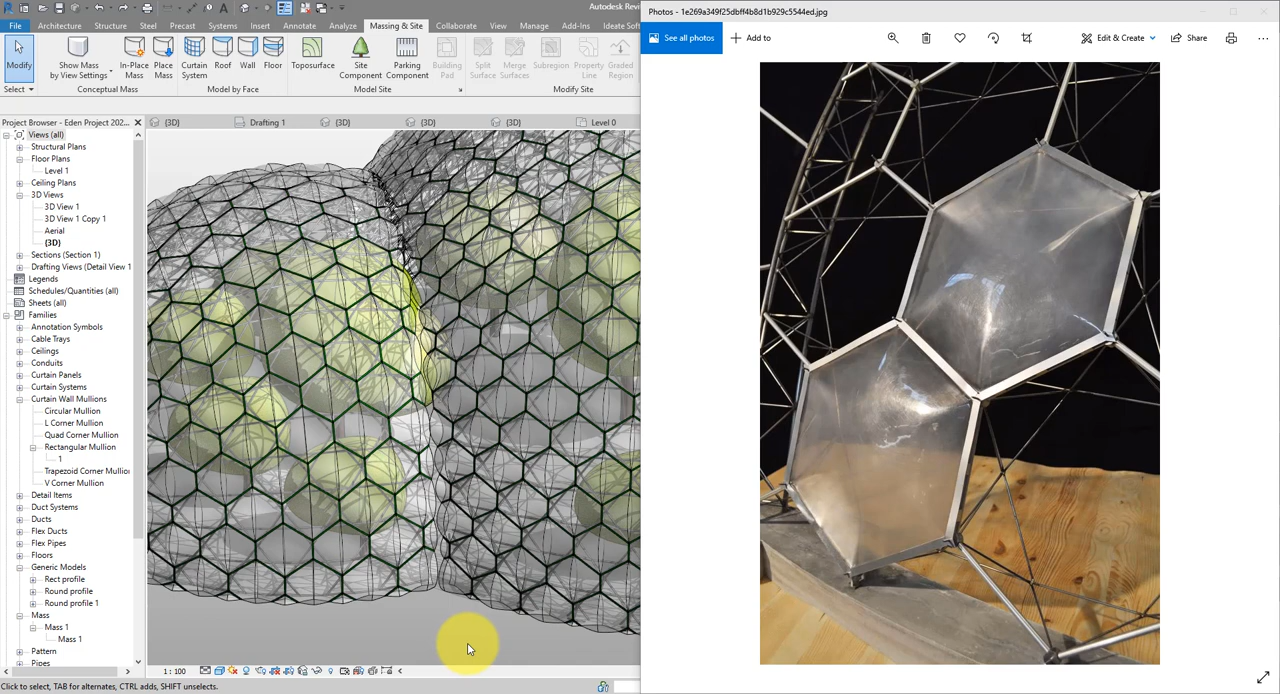 Autodesk Revi
File Architecture Structure Steel Precast Systems Insert Annotate Analyze Massing & Site Collaborate View Manage Add-Ins Ideate Soft
Modify
Show Mass by View Settings
In-Place Mass
Place Mass
Curtain System
Roof
Wall
Floor
Toposurface
Site Component
Parking Component
Building Pad
Split Surface
Merge Surfaces
Subregion
Property Line
Graded Region
Select Conceptual Mass Model by Face Model Site Modify Site
Project Browser - Eden Project 202...
{3D} Drafting 1 {3D} {3D} {3D} Level 0
Views (all)
Structural Plans
Floor Plans
Level 1
Ceiling Plans
3D Views
3D View 1
3D View 1 Copy 1
Aerial
{3D}
Sections (Section 1)
Drafting Views (Detail View 1
Legends
Schedules/Quantities (all)
Sheets (all)
Families
Annotation Symbols
Cable Trays
Ceilings
Conduits
Curtain Panels
Curtain Systems
Curtain Wall Mullions
Circular Mullion
L Corner Mullion
Quad Corner Mullion
Rectangular Mullion
1
Trapezoid Corner Mullion
V Corner Mullion
Detail Items
Duct Systems
Ducts
Flex Ducts
Flex Pipes
Floors
Generic Models
Rect profile
Round profile
Round profile 1
Mass
Mass 1
Mass 1
Pattern
Pipes
1 : 100
Click to select, TAB for alternates, CTRL adds, SHIFT unselects.
Photos - 1e269a349f25dbff4b8d1b929c5544ed.jpg
See all photos Add to Edit & Create Share